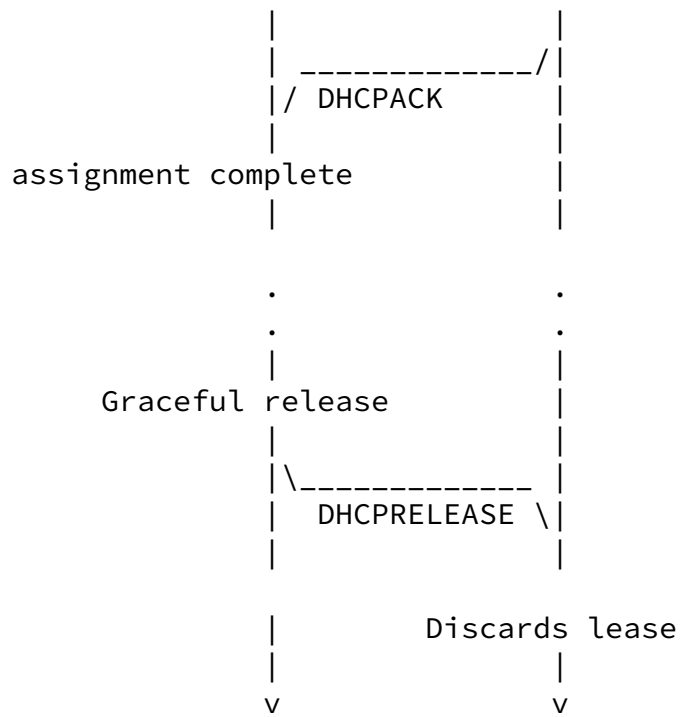 DHCPACK
assignment complete
Graceful release
DHCPRELEASE
Discards lease